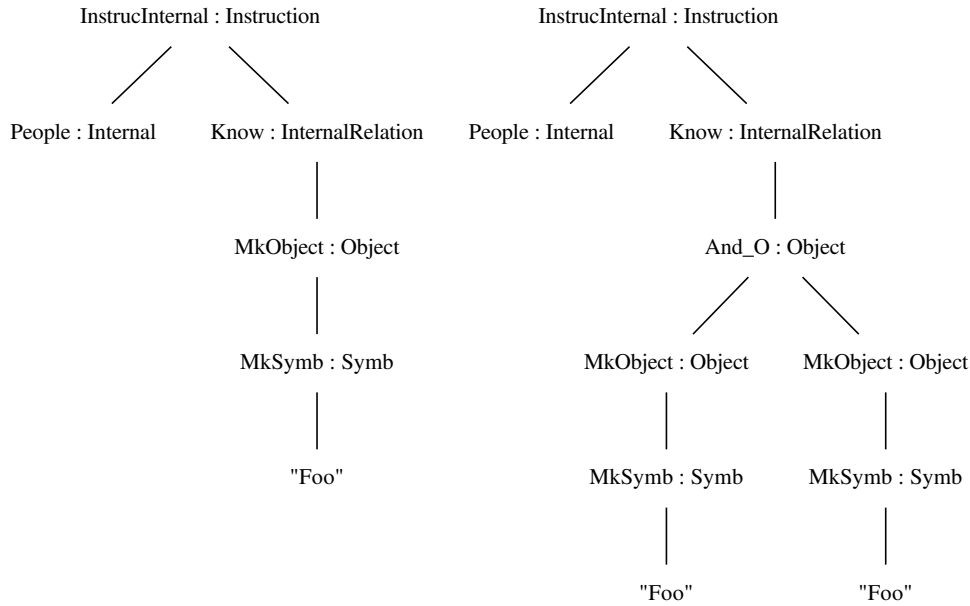 InstrucInternal : Instruction
People : Internal
Know : InternalRelation
MkObject : Object
MkSymb : Symb
"Foo"
InstrucInternal : Instruction
People : Internal
Know : InternalRelation
And_O : Object
MkObject : Object
MkObject : Object
MkSymb : Symb
MkSymb : Symb
"Foo"
"Foo"